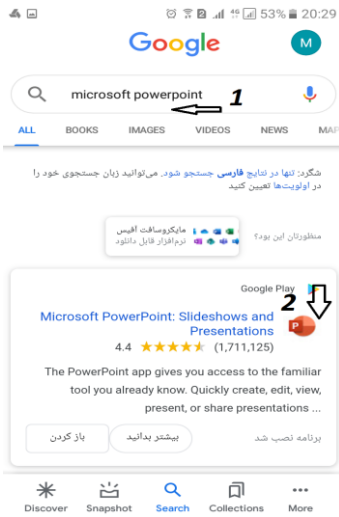 53% 20:29
Google
M
microsoft powerpoint 1
ALL BOOKS IMAGES VIDEOS NEWS MAP
شگرد: تنها در نتایج فارسی جستجو شود. می‌توانید زبان جستجوی خود را
در اولویت‌ها تعیین کنید
منظورتان این بود؟
مایکروسافت آفیس
نرم‌افزار قابل دانلود
Google Play
2
Microsoft PowerPoint: Slideshows and
Presentations
4.4 (1,711,125)
The PowerPoint app gives you access to the familiar
tool you already know. Quickly create, edit, view,
present, or share presentations ...
برنامه نصب شد بیشتر بدانید باز کردن
Discover Snapshot Search Collections More